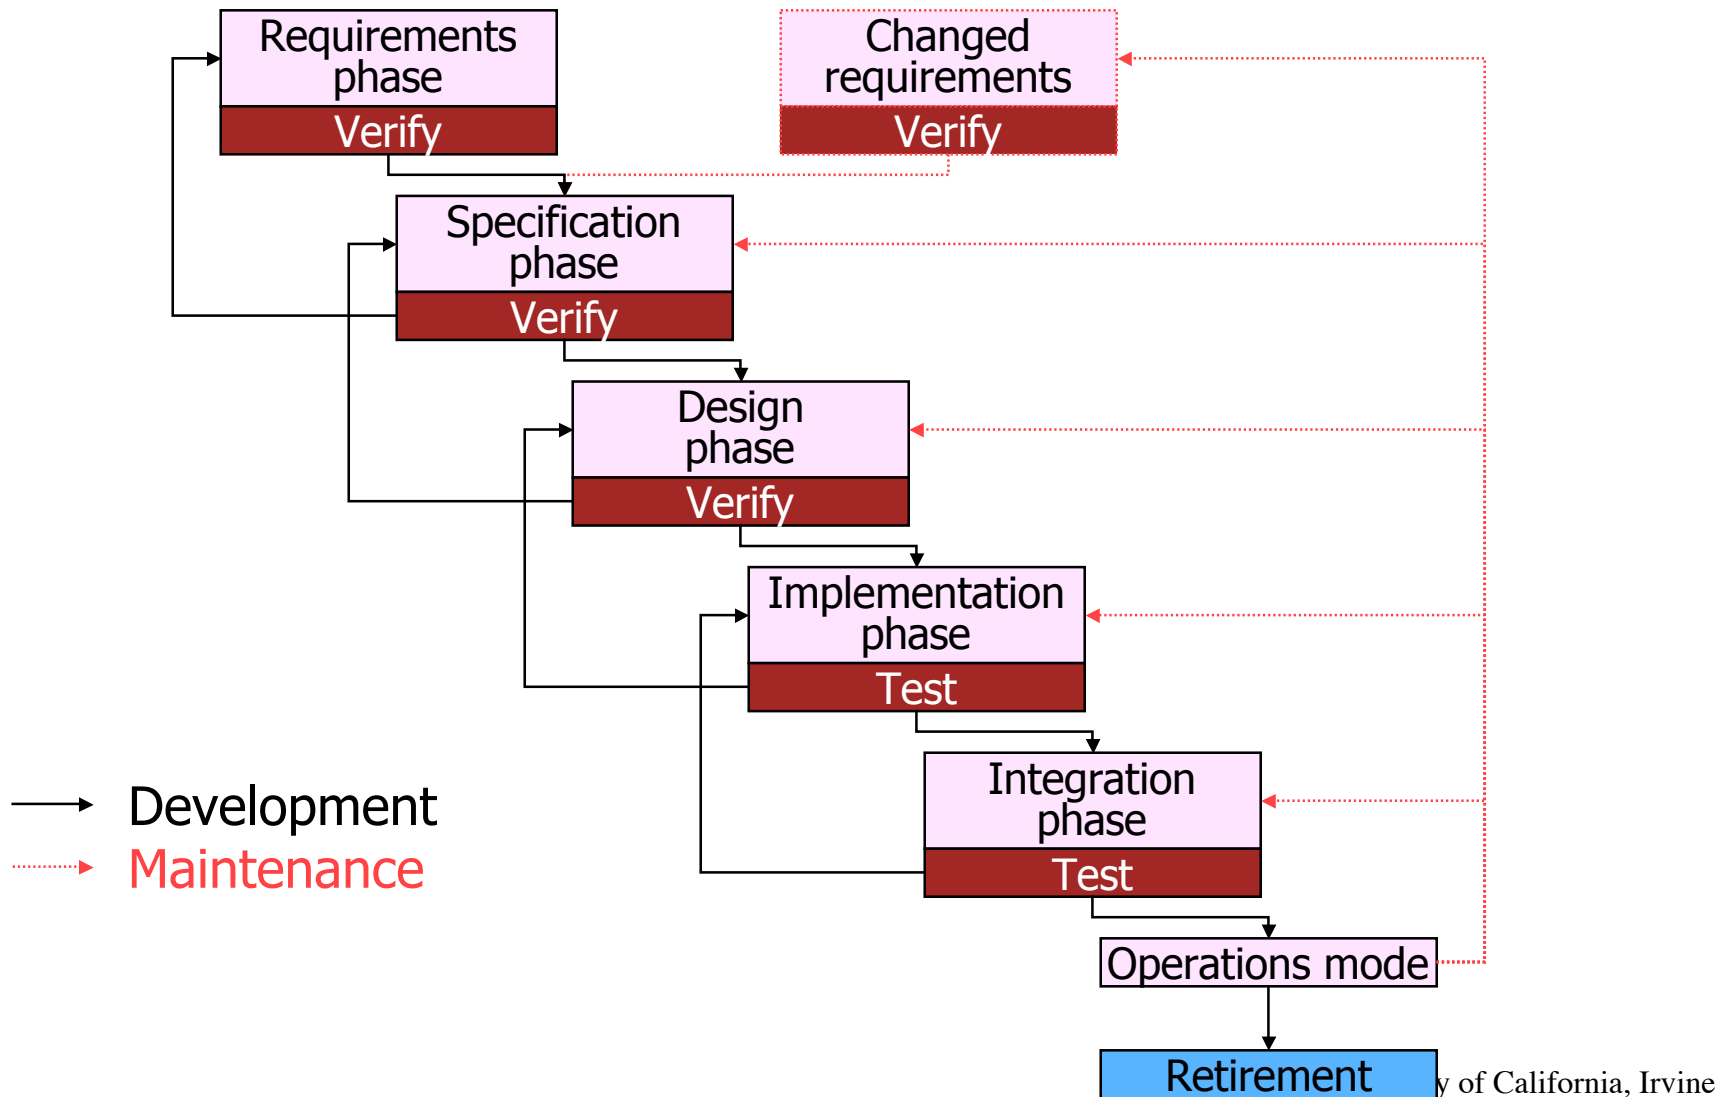 Requirements
phase
Verify
Changed
requirements
Verify
Specification
phase
Verify
Design
phase
Verify
Implementation
phase
Test
Integration
phase
Test
Development
Maintenance
Operations mode
Retirement
of California, Irvine